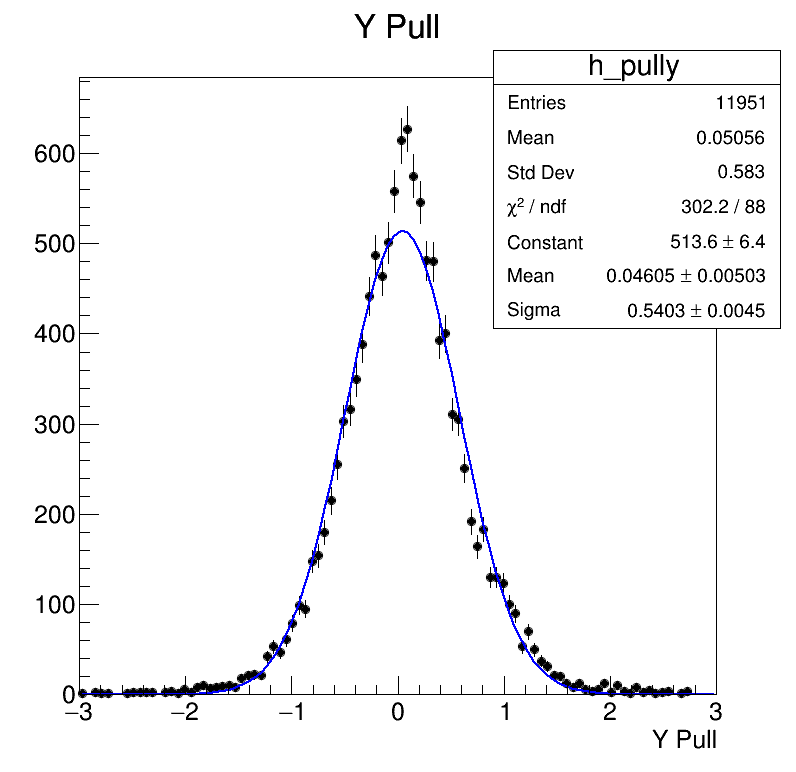 Y Pull
h_pully
Entries 11951
Mean 0.05056
Std Dev 0.583
χ² / ndf 302.2 / 88
Constant 513.6 ± 6.4
Mean 0.04605 ± 0.00503
Sigma 0.5403 ± 0.0045
600
500
400
300
200
100
0
−3 −2 −1 0 1 2 3
Y Pull